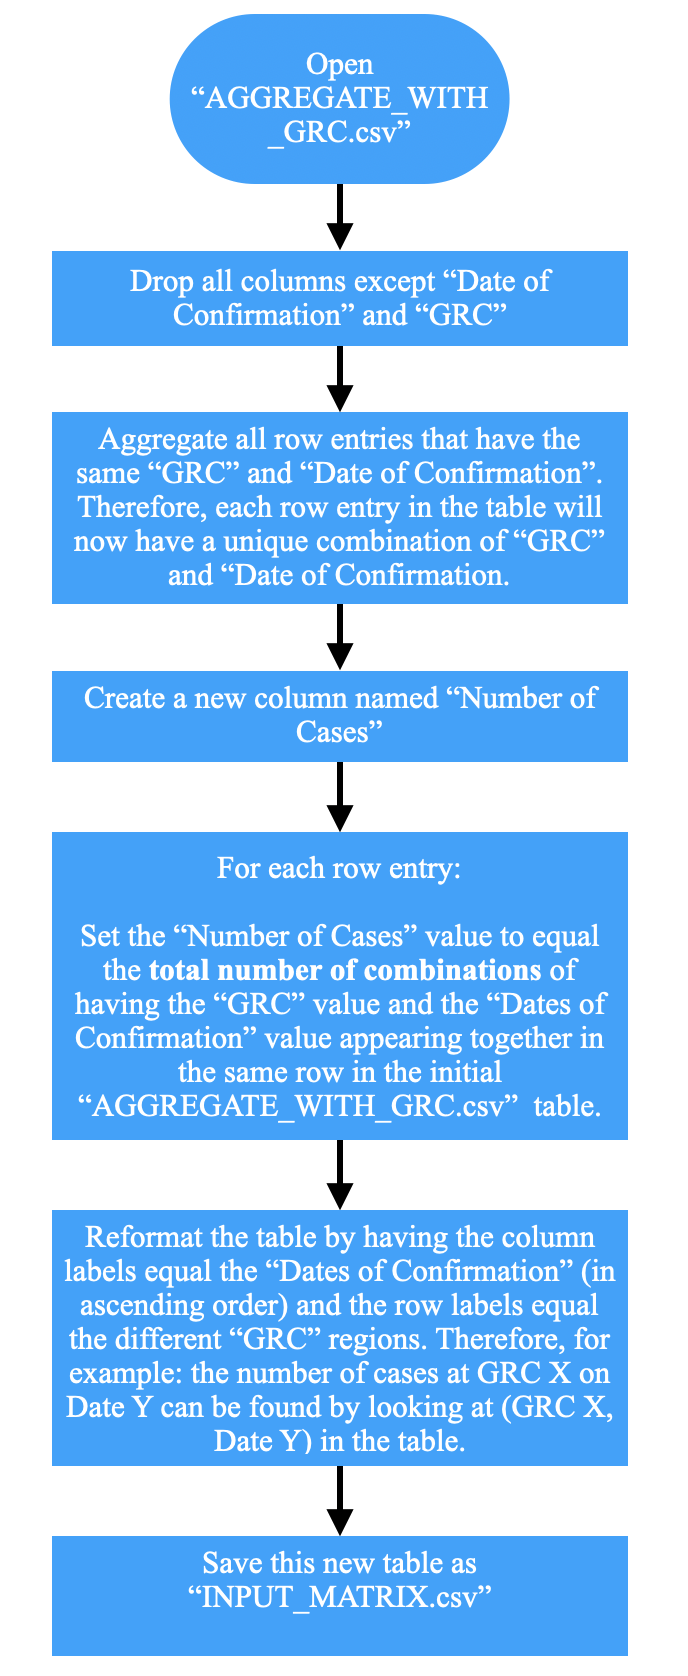 Open
“AGGREGATE_WITH
_GRC.csv”
Drop all columns except “Date of
Confirmation” and “GRC”
Aggregate all row entries that have the
same “GRC” and “Date of Confirmation”.
Therefore, each row entry in the table will
now have a unique combination of “GRC”
and “Date of Confirmation.
Create a new column named “Number of
Cases”
For each row entry:
Set the “Number of Cases” value to equal
the total number of combinations of
having the “GRC” value and the “Dates of
Confirmation” value appearing together in
the same row in the initial
“AGGREGATE_WITH_GRC.csv” table.
Reformat the table by having the column
labels equal the “Dates of Confirmation” (in
ascending order) and the row labels equal
the different “GRC” regions. Therefore, for
example: the number of cases at GRC X on
Date Y can be found by looking at (GRC X,
Date Y) in the table.
Save this new table as
“INPUT_MATRIX.csv”